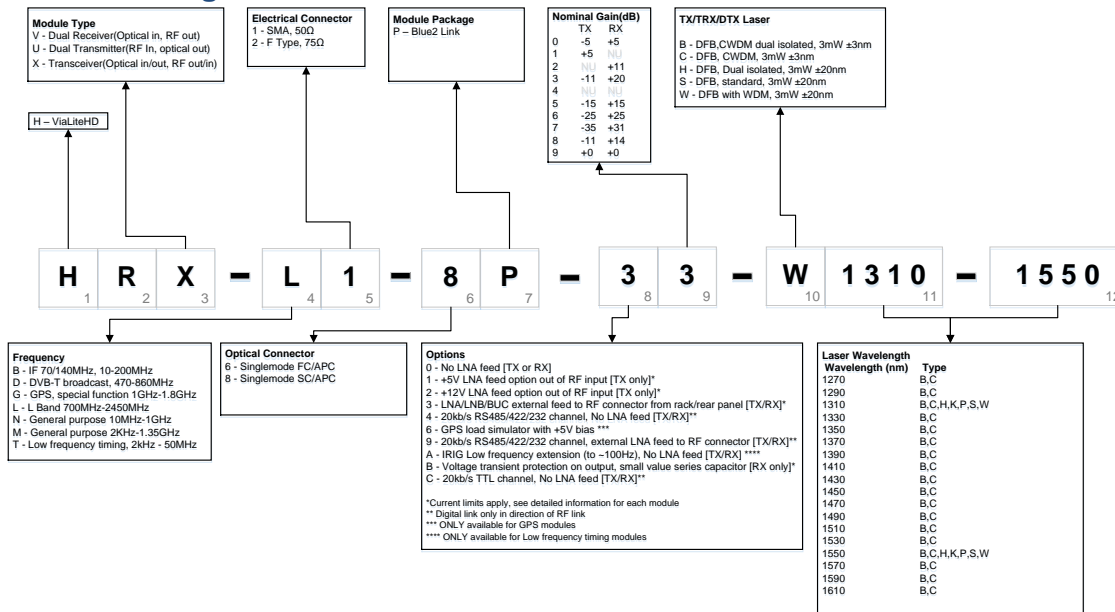 Module Type
V - Dual Receiver(Optical in, RF out)
U - Dual Transmitter(RF In, optical out)
X - Transceiver(Optical in/out, RF out/in)
Electrical Connector
1 - SMA, 50Ω
2 - F Type, 75Ω
Module Package
P – Blue2 Link
Nominal Gain(dB)
TX RX
0 -5 +5
1 +5 NU
2 NU +11
3 -11 +20
4 NU NU
5 -15 +15
6 -25 +25
7 -35 +31
8 -11 +14
9 +0 +0
TX/TRX/DTX Laser
B - DFB,CWDM dual isolated, 3mW ±3nm
C - DFB, CWDM, 3mW ±3nm
H - DFB, Dual isolated, 3mW ±20nm
S - DFB, standard, 3mW ±20nm
W - DFB with WDM, 3mW ±20nm
H – ViaLiteHD
H R X – L 1 – 8 P – 3 3 – W 1310 – 1550
1 2 3 4 5 6 7 8 9 10 11 12
Frequency
B - IF 70/140MHz, 10-200MHz
D - DVB-T broadcast, 470-860MHz
G - GPS, special function 1GHz-1.8GHz
L - L Band 700MHz-2450MHz
N - General purpose 10MHz-1GHz
M - General purpose 2KHz-1.35GHz
T - Low frequency timing, 2kHz - 50MHz
Optical Connector
6 - Singlemode FC/APC
8 - Singlemode SC/APC
Options
0 - No LNA feed [TX or RX]
1 - +5V LNA feed option out of RF input [TX only]*
2 - +12V LNA feed option out of RF input [TX only]*
3 - LNA/LNB/BUC external feed to RF connector from rack/rear panel [TX/RX]*
4 - 20kb/s RS485/422/232 channel, No LNA feed [TX/RX]**
6 - GPS load simulator with +5V bias ***
9 - 20kb/s RS485/422/232 channel, external LNA feed to RF connector [TX/RX]**
A - IRIG Low frequency extension (to ~100Hz), No LNA feed [TX/RX] ****
B - Voltage transient protection on output, small value series capacitor [RX only]*
C - 20kb/s TTL channel, No LNA feed [TX/RX]**
*Current limits apply, see detailed information for each module
** Digital link only in direction of RF link
*** ONLY available for GPS modules
**** ONLY available for Low frequency timing modules
Laser Wavelength
Wavelength (nm) Type
1270 B,C
1290 B,C
1310 B,C,H,K,P,S,W
1330 B,C
1350 B,C
1370 B,C
1390 B,C
1410 B,C
1430 B,C
1450 B,C
1470 B,C
1490 B,C
1510 B,C
1530 B,C
1550 B,C,H,K,P,S,W
1570 B,C
1590 B,C
1610 B,C